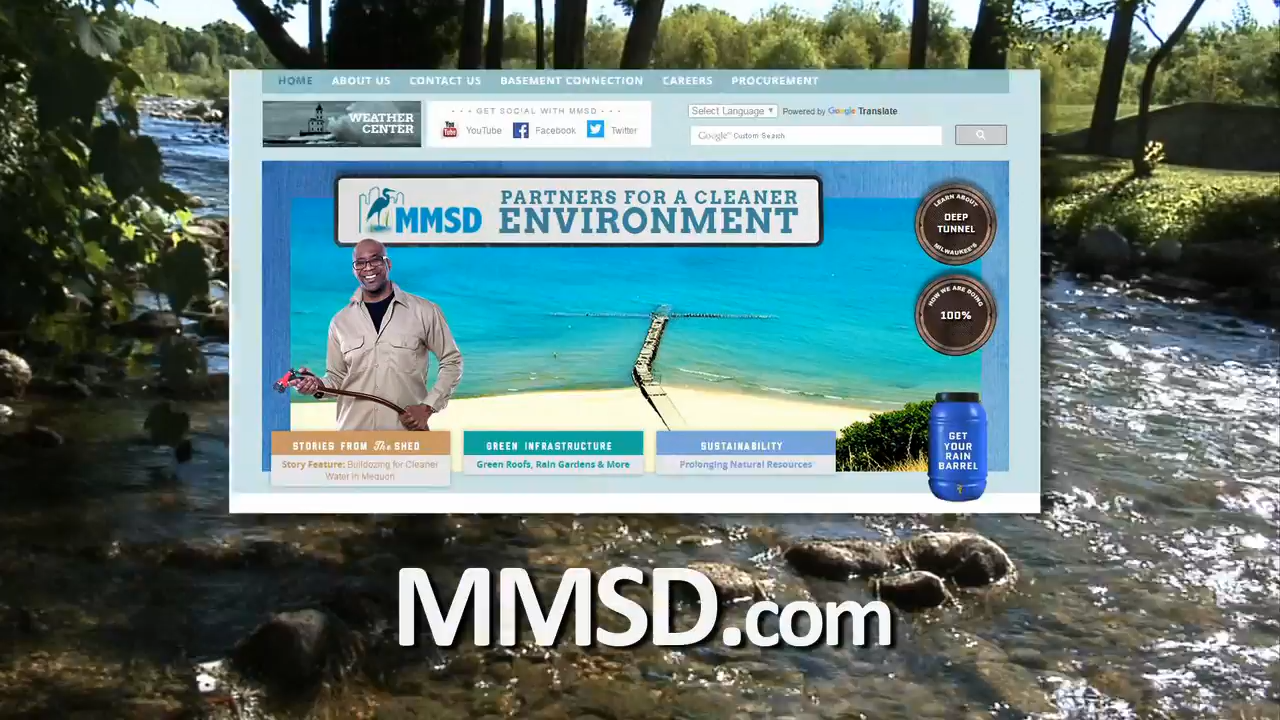 HOME ABOUT US CONTACT US BASEMENT CONNECTION CAREERS PROCUREMENT
WEATHER
CENTER
- - - GET SOCIAL WITH MMSD - - -
You Tube YouTube Facebook Twitter
Select Language ▼ Powered by Google Translate
Google™ Custom Search
MMSD
PARTNERS FOR A CLEANER
ENVIRONMENT
LEARN ABOUT
DEEP
TUNNEL
MILWAUKEE'S
HOW WE ARE DOING
100%
GET
YOUR
RAIN
BARREL
STORIES FROM The SHED
Story Feature: Bulldozing for Cleaner
Water in Mequon
GREEN INFRASTRUCTURE
Green Roofs, Rain Gardens & More
SUSTAINABILITY
Prolonging Natural Resources
MMSD.com